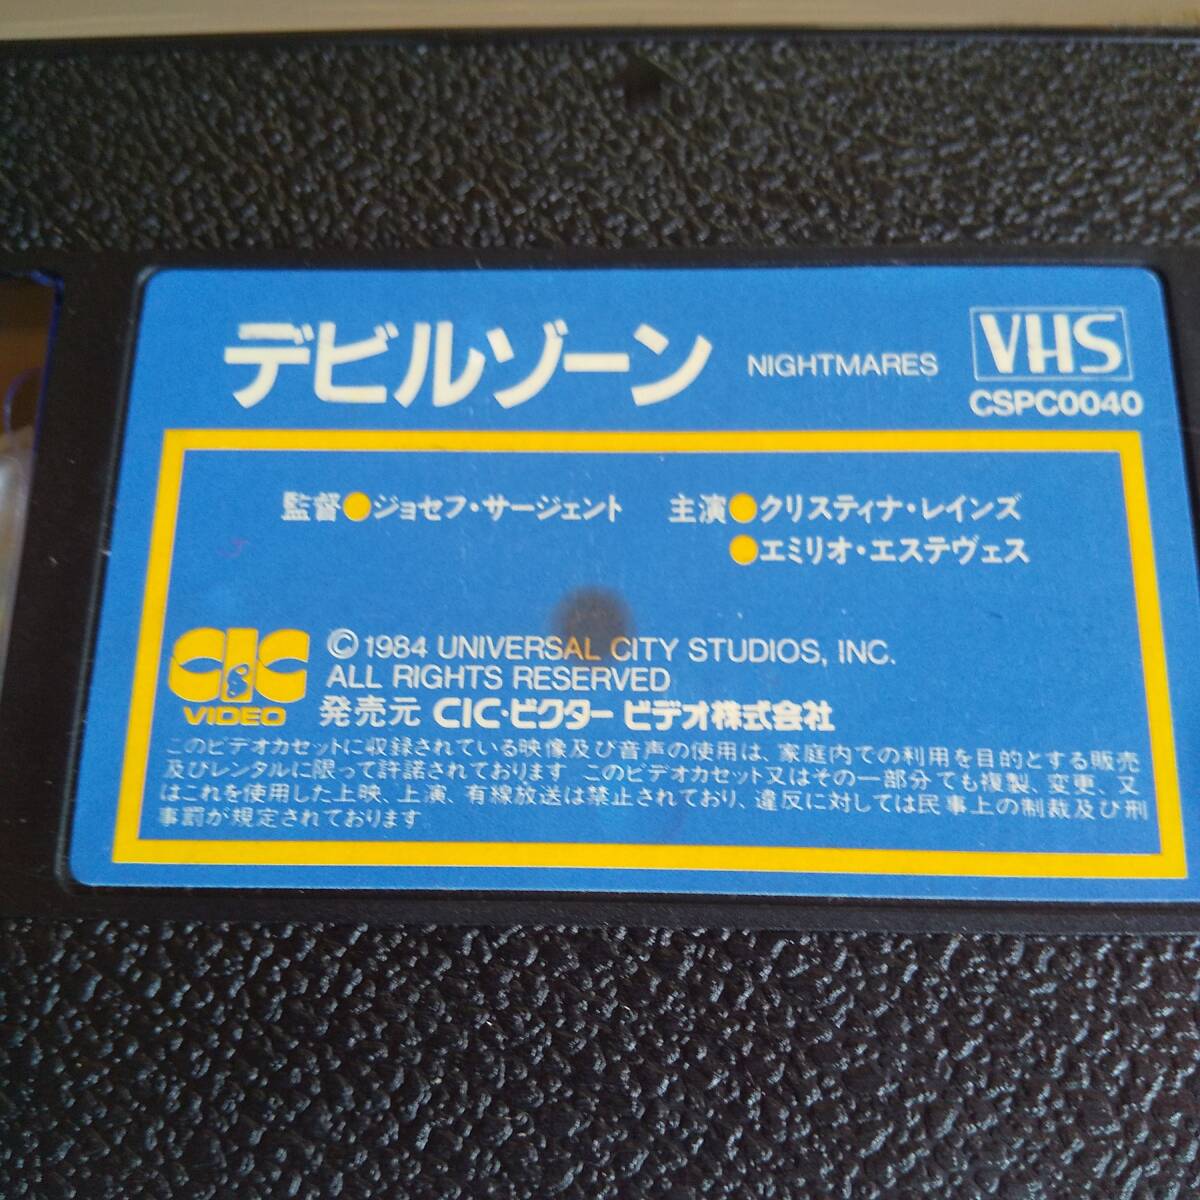 デビルゾーン NIGHTMARES VHS
CSPC0040
監督●ジョセフ・サージェント 主演●クリスティナ・レインズ
●エミリオ・エステヴェス
CIC VIDEO
©1984 UNIVERSAL CITY STUDIOS, INC.
ALL RIGHTS RESERVED
発売元 CIC・ビクター ビデオ株式会社
このビデオカセットに収録されている映像及び音声の使用は、家庭内での利用を目的とする販売
及びレンタルに限って許諾されております。このビデオカセット又はその一部分でも複製、変更、又
はこれを使用した上映、上演、有線放送は禁止されており、違反に対しては民事上の制裁及び刑
事罰が規定されております。